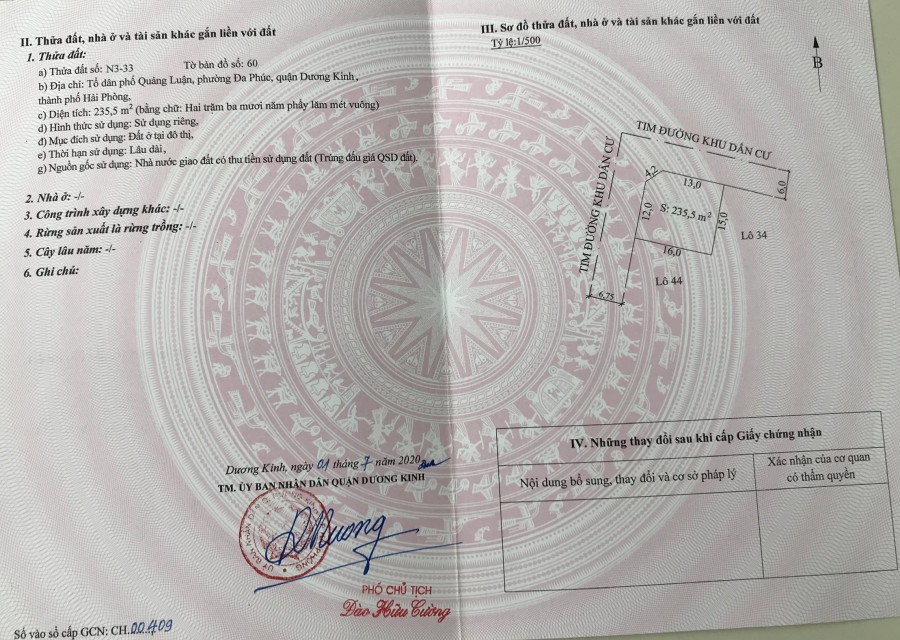 II. Thửa đất, nhà ở và tài sản khác gắn liền với đất
1. Thửa đất:
a) Thửa đất số: N3-33 Tờ bản đồ số: 60
b) Địa chỉ: Tổ dân phố Quảng Luận, phường Đa Phúc, quận Dương Kinh,
thành phố Hải Phòng,
c) Diện tích: 235,5 m² (bằng chữ: Hai trăm ba mươi năm phẩy lăm mét vuông)
d) Hình thức sử dụng: Sử dụng riêng,
đ) Mục đích sử dụng: Đất ở tại đô thị,
e) Thời hạn sử dụng: Lâu dài,
g) Nguồn gốc sử dụng: Nhà nước giao đất có thu tiền sử dụng đất (Trúng đấu giá QSD đất).
2. Nhà ở: -/-
3. Công trình xây dựng khác: -/-
4. Rừng sản xuất là rừng trồng: -/-
5. Cây lâu năm: -/-
6. Ghi chú:
Dương Kinh, ngày 01 tháng 7 năm 2020
TM. ỦY BAN NHÂN DÂN QUẬN DƯƠNG KINH
PHÓ CHỦ TỊCH
Đào Hữu Cường
Số vào sổ cấp GCN: CH.00409
III. Sơ đồ thửa đất, nhà ở và tài sản khác gắn liền với đất
Tỷ lệ:1/500
B
TIM ĐƯỜNG KHU DÂN CƯ
TIM ĐƯỜNG KHU DÂN CƯ
4,2
13,0
6,0
12,0
S: 235,5 m²
15,0
Lô 34
16,0
Lô 44
6,75
IV. Những thay đổi sau khi cấp Giấy chứng nhận
Nội dung bổ sung, thay đổi và cơ sở pháp lý
Xác nhận của cơ quan
có thẩm quyền